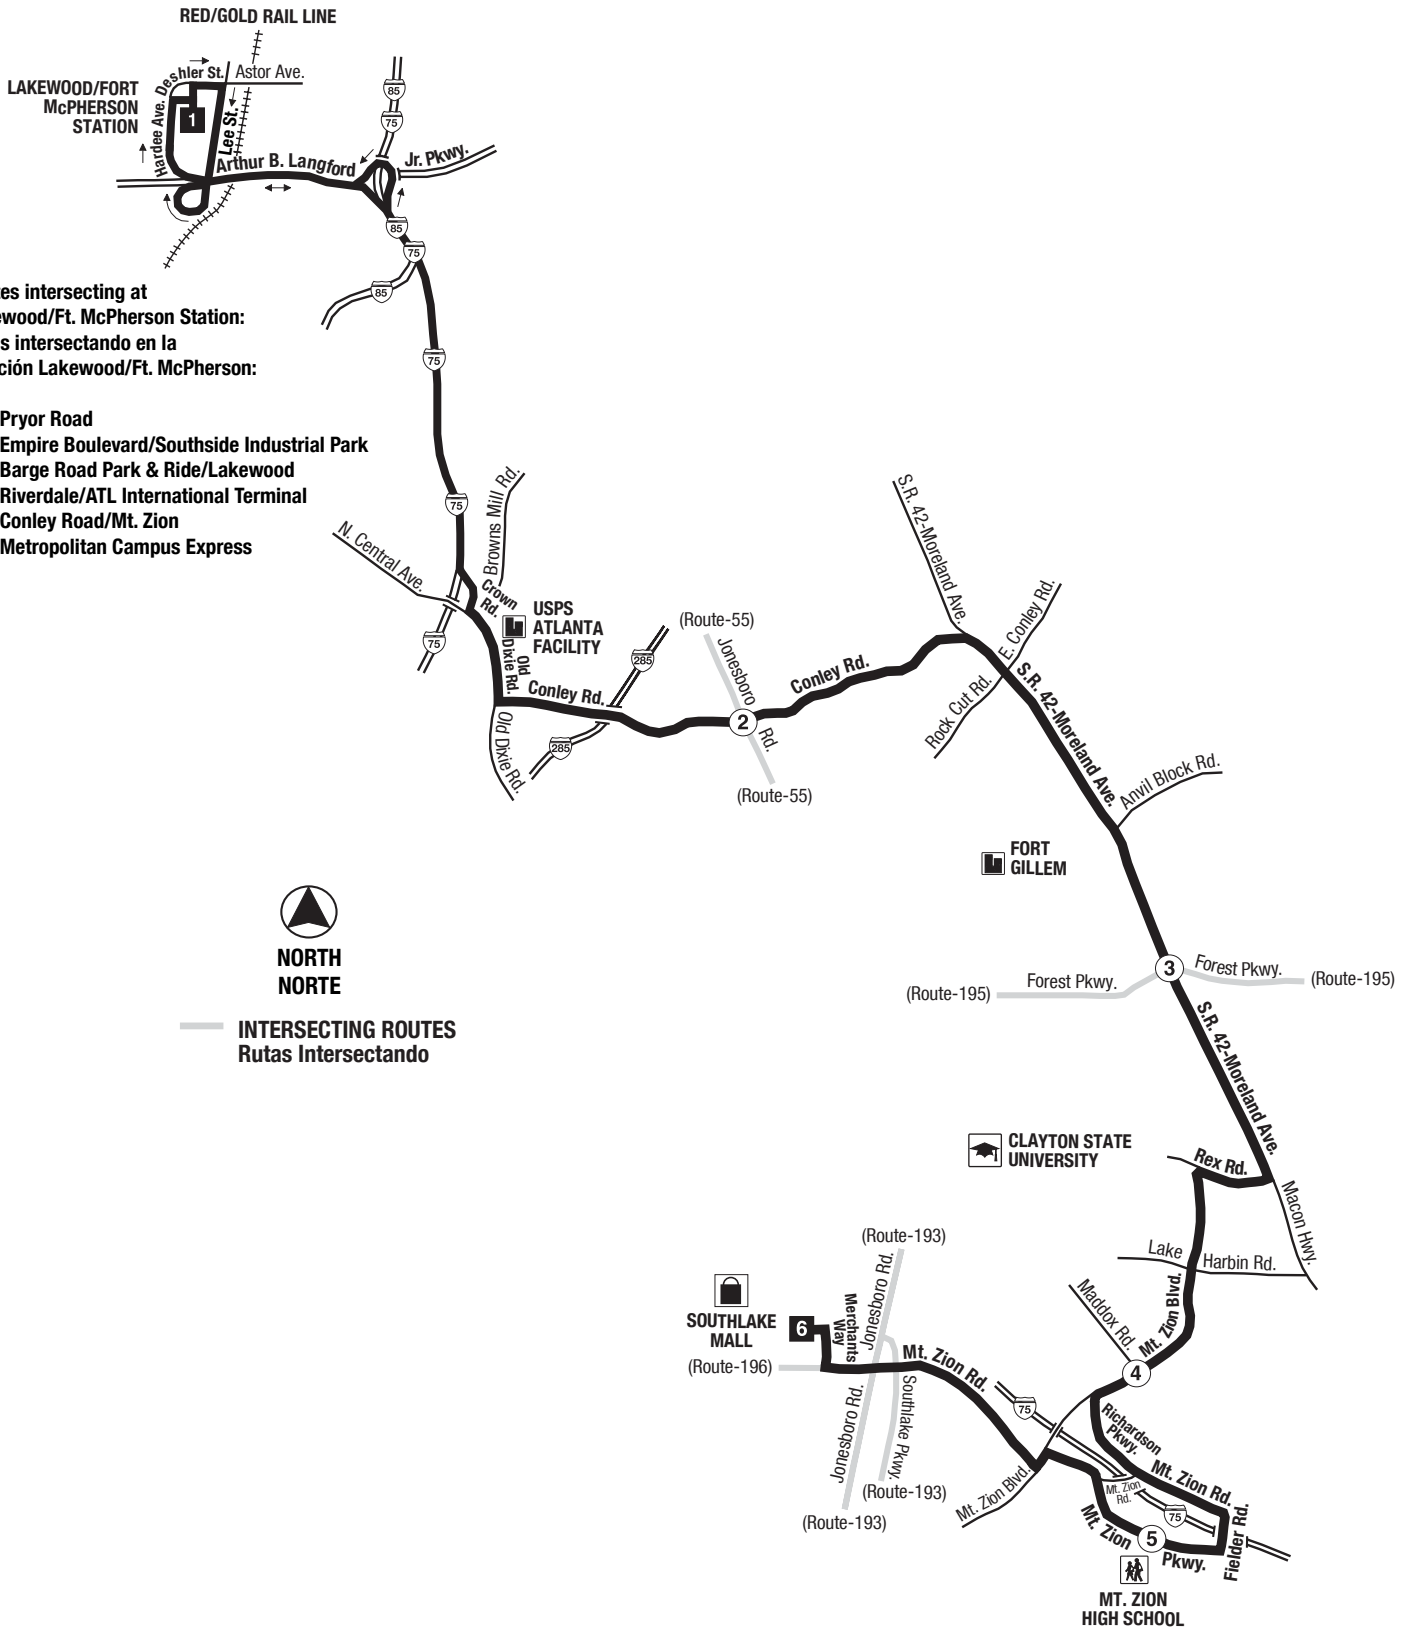 RED/GOLD RAIL LINE
LAKEWOOD/FORT
McPHERSON
STATION
1
Deshler St.
Astor Ave.
Hardee Ave.
Lee St.
Arthur B. Langford
Jr. Pkwy.
85
75
85
75
85
75
tes intersecting at
ewood/Ft. McPherson Station:
s intersectando en la
ción Lakewood/Ft. McPherson:
Pryor Road
Empire Boulevard/Southside Industrial Park
Barge Road Park & Ride/Lakewood
Riverdale/ATL International Terminal
Conley Road/Mt. Zion
Metropolitan Campus Express
75
N. Central Ave.
Browns Mill Rd.
Crown
Rd.
75
USPS
ATLANTA
FACILITY
Old
Dixie Rd.
Conley Rd.
285
285
Old Dixie Rd.
(Route-55)
Jonesboro
2
Rd.
(Route-55)
Conley Rd.
S.R. 42-Moreland Ave.
E. Conley Rd.
Rock Cut Rd.
S.R. 42-Moreland Ave.
Anvil Block Rd.
FORT
GILLEM
NORTH
NORTE
INTERSECTING ROUTES
Rutas Intersectando
3
Forest Pkwy.
(Route-195)
Forest Pkwy.
(Route-195)
S.R. 42-Moreland Ave.
CLAYTON STATE
UNIVERSITY
Rex Rd.
Macon Hwy.
Lake
Harbin Rd.
Maddox Rd.
Mt. Zion Blvd.
4
(Route-193)
Jonesboro Rd.
SOUTHLAKE
MALL
6
Merchants
Way
(Route-196)
Mt. Zion Rd.
Jonesboro Rd.
Southlake Pkwy.
(Route-193)
(Route-193)
75
Mt. Zion Blvd.
Richardson
Pkwy.
Mt. Zion Rd.
Mt. Zion
Rd.
75
Fielder Rd.
Mt. Zion
5
Pkwy.
MT. ZION
HIGH SCHOOL